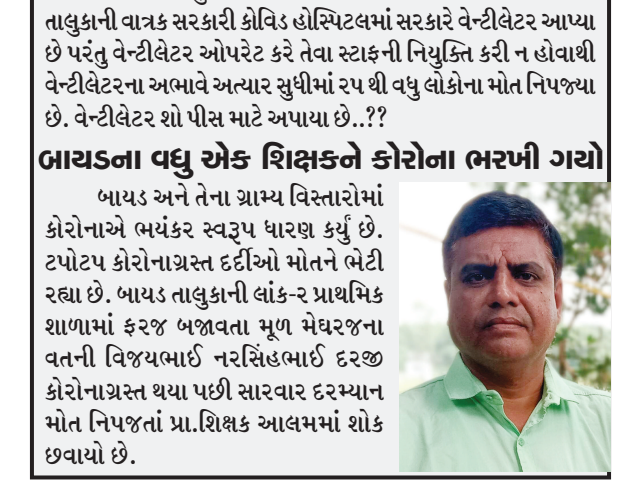 તાલુકાની વાત્રક સરકારી કોવિડ હોસ્પિટલમાં સરકારે વેન્ટીલેટર આપ્યા
છે પરંતુ વેન્ટીલેટર ઓપરેટ કરે તેવા સ્ટાફની નિયુક્તિ કરી ન હોવાથી
વેન્ટીલેટરના અભાવે અત્યાર સુધીમાં ૨૫ થી વધુ લોકોના મોત નિપજ્યા
છે. વેન્ટીલેટર શો પીસ માટે અપાયા છે..??
બાયડના વધુ એક શિક્ષકને કોરોના ભરખી ગયો
બાયડ અને તેના ગ્રામ્ય વિસ્તારોમાં
કોરોનાએ ભયંકર સ્વરૂપ ધારણ કર્યું છે.
ટપોટપ કોરોનાગ્રસ્ત દર્દીઓ મોતને ભેટી
રહ્યા છે. બાયડ તાલુકાની લાંક-૨ પ્રાથમિક
શાળામાં ફરજ બજાવતા મૂળ મેઘરજના
વતની વિજયભાઈ નરસિંહભાઈ દરજી
કોરોનાગ્રસ્ત થયા પછી સારવાર દરમ્યાન
મોત નિપજતાં પ્રા.શિક્ષક આલમમાં શોક
છવાયો છે.